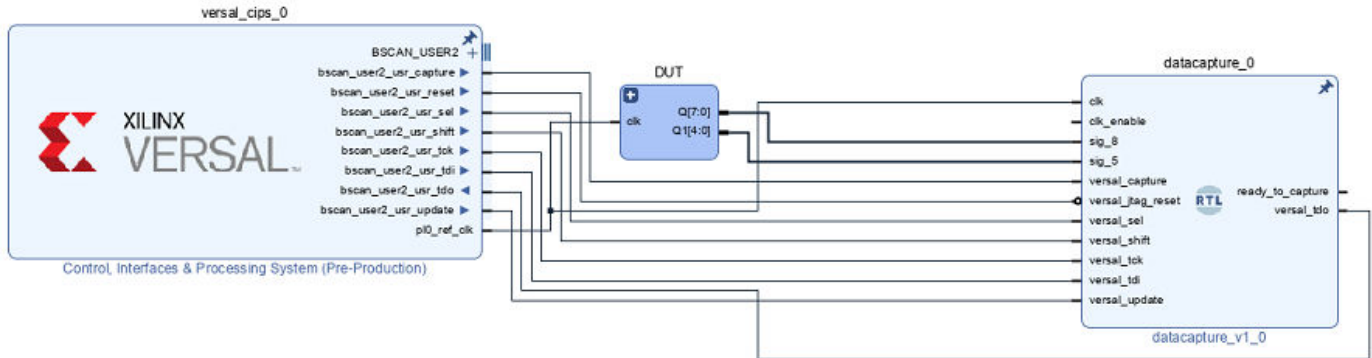 versal_cips_0
BSCAN_USER2
bscan_user2_usr_capture
bscan_user2_usr_reset
bscan_user2_usr_sel
bscan_user2_usr_shift
bscan_user2_usr_tck
bscan_user2_usr_tdi
bscan_user2_usr_tdo
bscan_user2_usr_update
pl0_ref_clk
XILINX
VERSAL™
Control, Interfaces & Processing System (Pre-Production)
DUT
clk
Q[7:0]
Q1[4:0]
datacapture_0
clk
clk_enable
sig_8
sig_5
versal_capture
versal_jtag_reset
versal_sel
versal_shift
versal_tck
versal_tdi
versal_update
RTL
ready_to_capture
versal_tdo
datacapture_v1_0